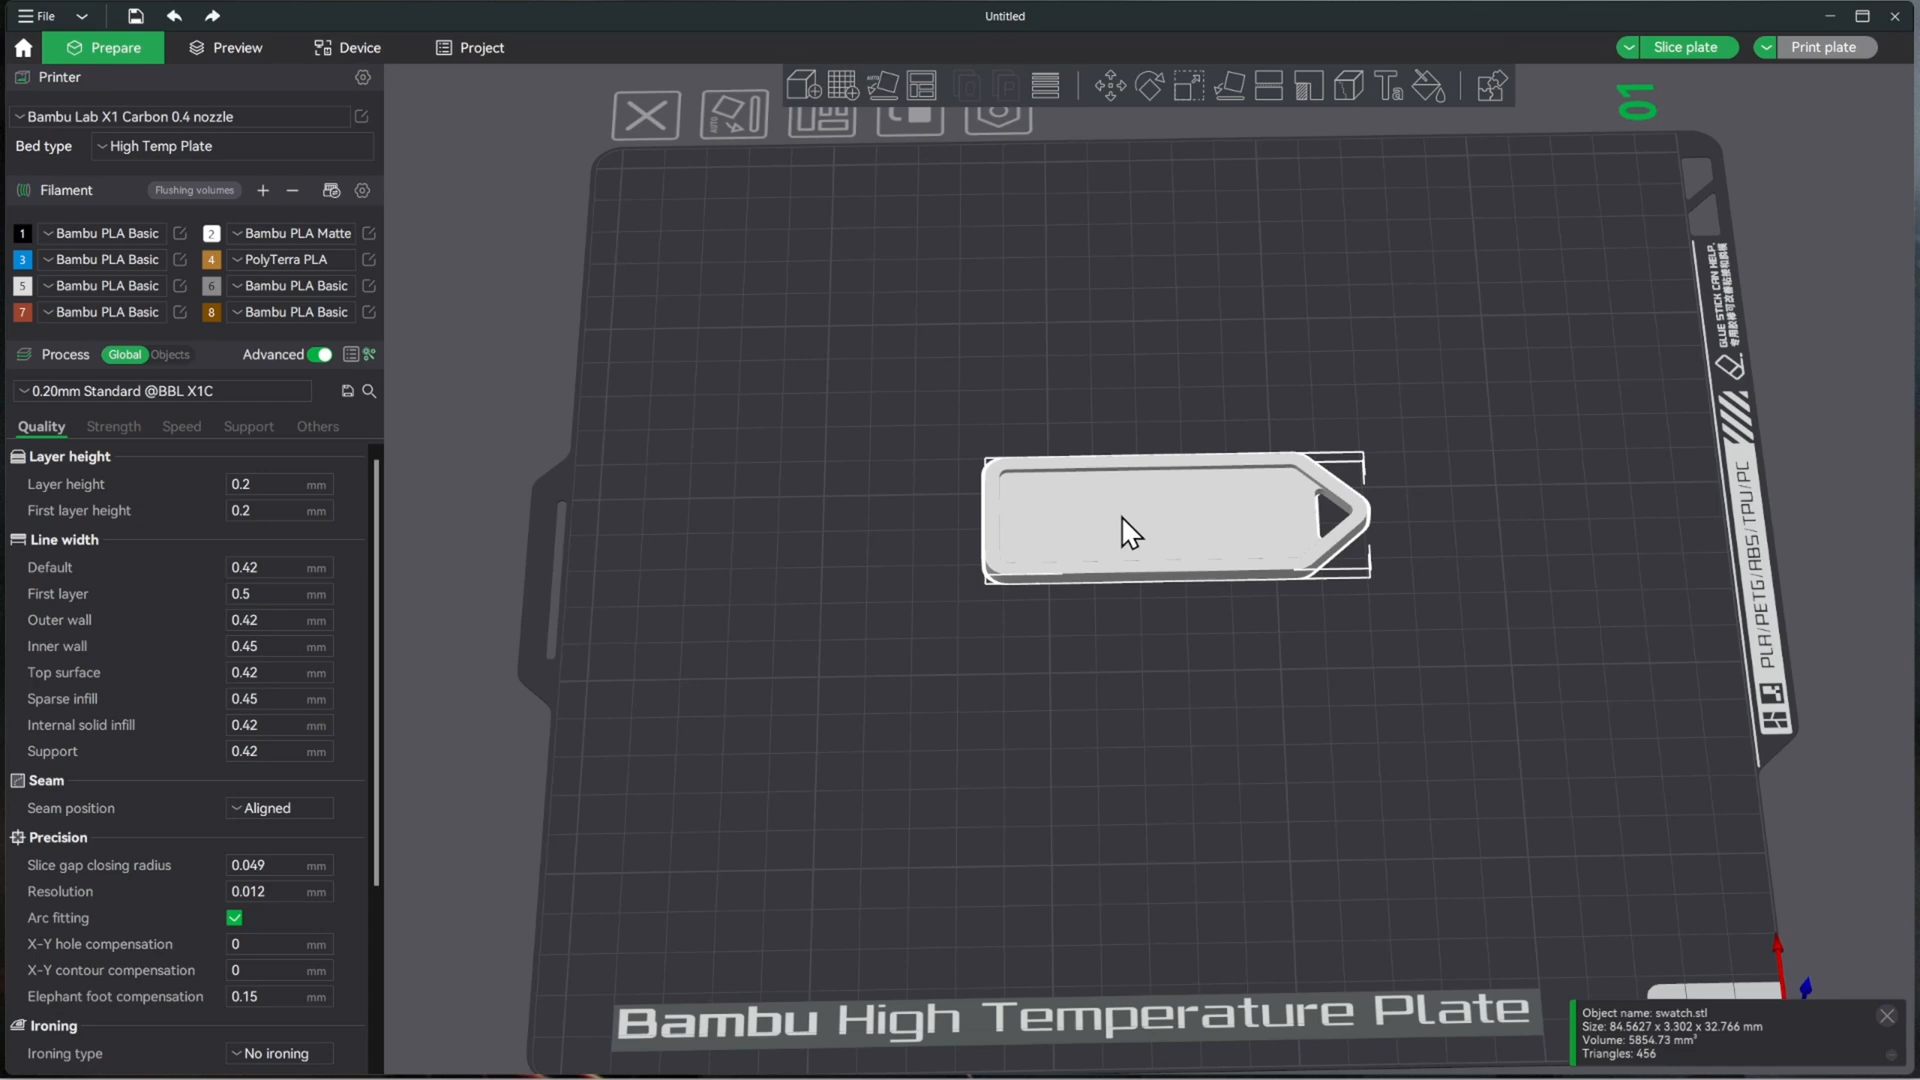 File
Untitled
Prepare
Preview
Device
Project
Slice plate
Print plate
Printer
Bambu Lab X1 Carbon 0.4 nozzle
Bed type
High Temp Plate
Filament
Flushing volumes
1 Bambu PLA Basic
2 Bambu PLA Matte
3 Bambu PLA Basic
4 PolyTerra PLA
5 Bambu PLA Basic
6 Bambu PLA Basic
7 Bambu PLA Basic
8 Bambu PLA Basic
Process Global Objects Advanced
0.20mm Standard @BBL X1C
Quality Strength Speed Support Others
Layer height
Layer height 0.2 mm
First layer height 0.2 mm
Line width
Default 0.42 mm
First layer 0.5 mm
Outer wall 0.42 mm
Inner wall 0.45 mm
Top surface 0.42 mm
Sparse infill 0.45 mm
Internal solid infill 0.42 mm
Support 0.42 mm
Seam
Seam position Aligned
Precision
Slice gap closing radius 0.049 mm
Resolution 0.012 mm
Arc fitting
X-Y hole compensation 0 mm
X-Y contour compensation 0 mm
Elephant foot compensation 0.15 mm
Ironing
Ironing type No ironing
AUTO
AUTO
01
GLUE STICK CAN HELP.
PLA/PETG/ABS/TPU/PC
Bambu High Temperature Plate
Object name: swatch.stl
Size: 84.5627 x 3.302 x 32.766 mm
Volume: 5854.73 mm³
Triangles: 456